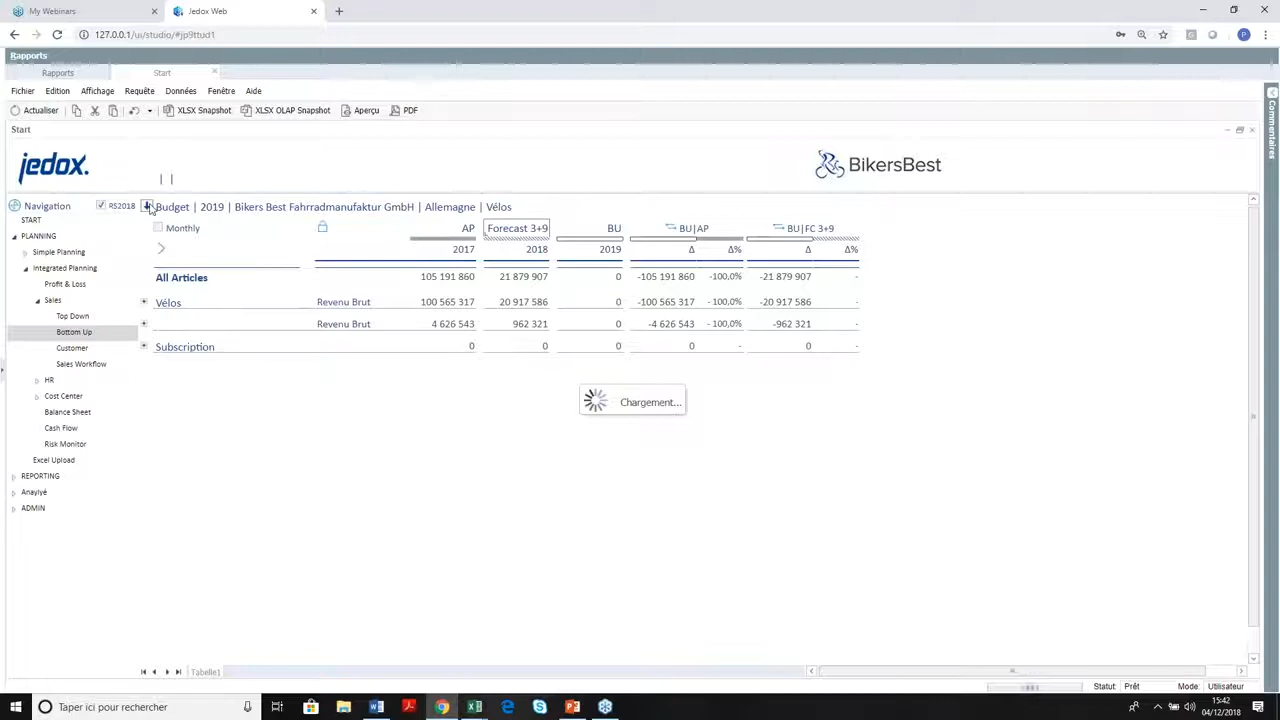 My Webinars
Jedox Web
127.0.0.1/ui/studio/#jp9ttud1
Rapports
Rapports
Start
Fichier Edition Affichage Requête Données Fenêtre Aide
Actualiser XLSX Snapshot XLSX OLAP Snapshot Aperçu PDF
Start
Commentaires
jedox.
BikersBest
Navigation RS2018 Budget | 2019 | Bikers Best Fahrradmanufaktur GmbH | Allemagne | Vélos
START
PLANNING
Simple Planning
Integrated Planning
Profit & Loss
Sales
Top Down
Bottom Up
Customer
Sales Workflow
HR
Cost Center
Balance Sheet
Cash Flow
Risk Monitor
Excel Upload
REPORTING
Anaylyé
ADMIN
Monthly AP Forecast 3+9 BU BU|AP BU|FC 3+9
2017 2018 2019 Δ Δ% Δ Δ%
All Articles 105 191 860 21 879 907 0 -105 191 860 -100,0% -21 879 907 -
Vélos Revenu Brut 100 565 317 20 917 586 0 -100 565 317 - 100,0% -20 917 586 -
Revenu Brut 4 626 543 962 321 0 -4 626 543 - 100,0% -962 321 -
Subscription 0 0 0 0 - 0 -
Chargement...
Tabelle1
Statut: Prêt Mode: Utilisateur
Taper ici pour rechercher
15:42
04/12/2018